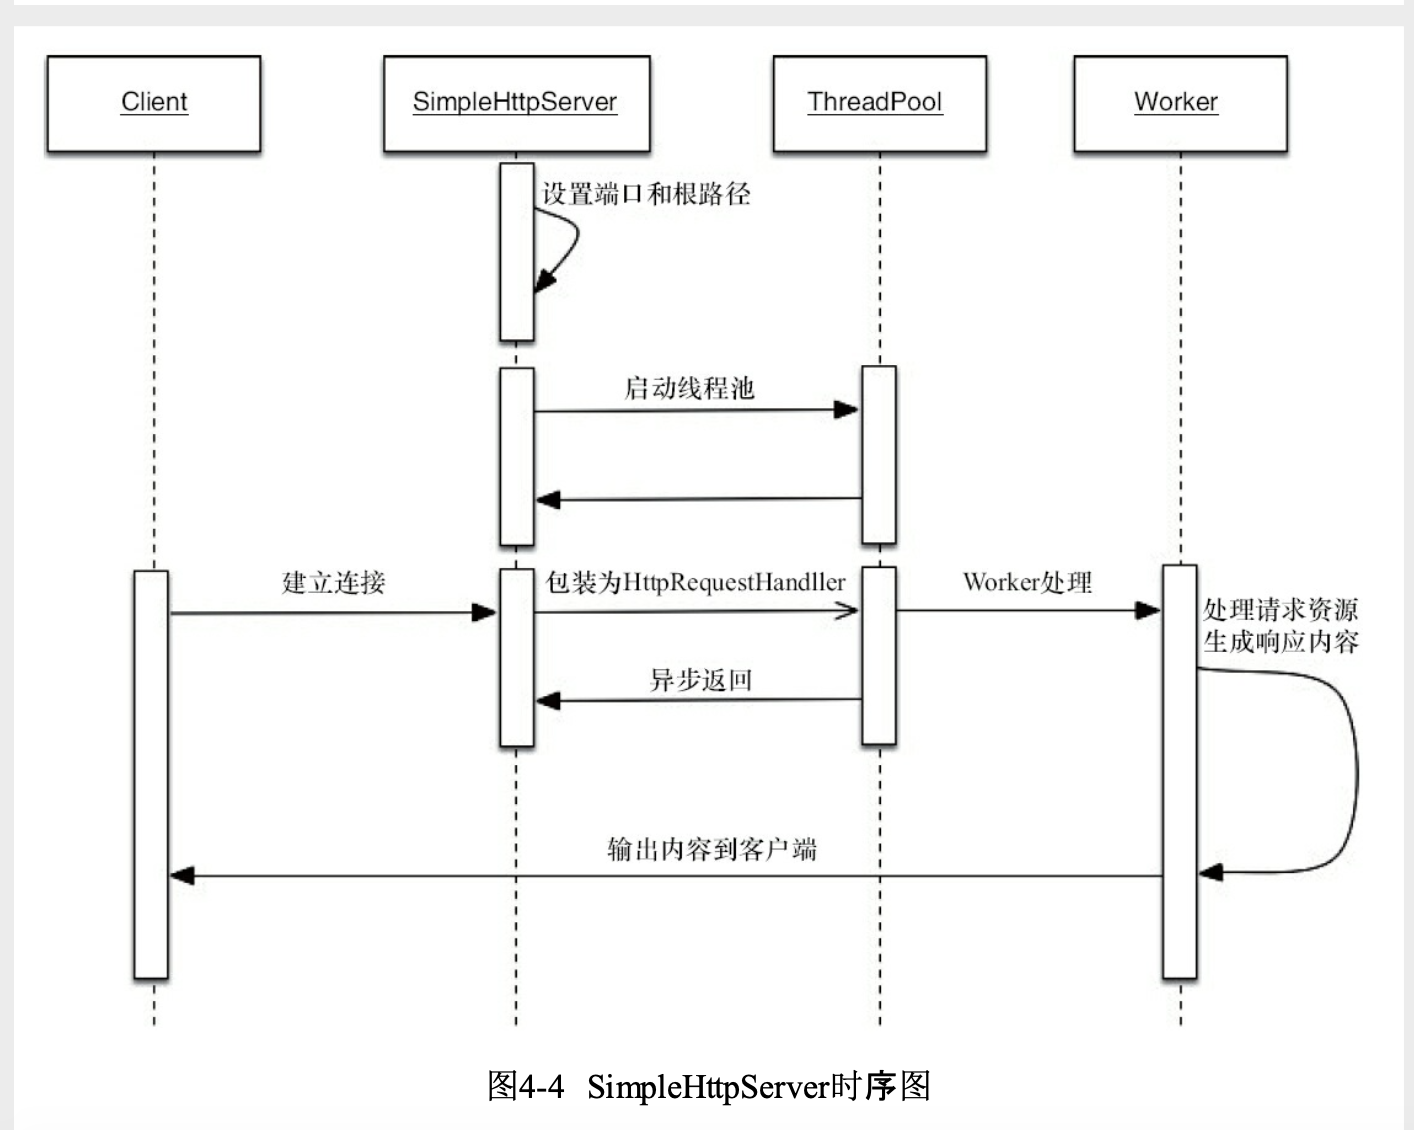 Client
SimpleHttpServer
ThreadPool
Worker
设置端口和根路径
启动线程池
建立连接
包装为HttpRequestHandller
Worker处理
处理请求资源
生成响应内容
异步返回
输出内容到客户端
图4-4 SimpleHttpServer时序图